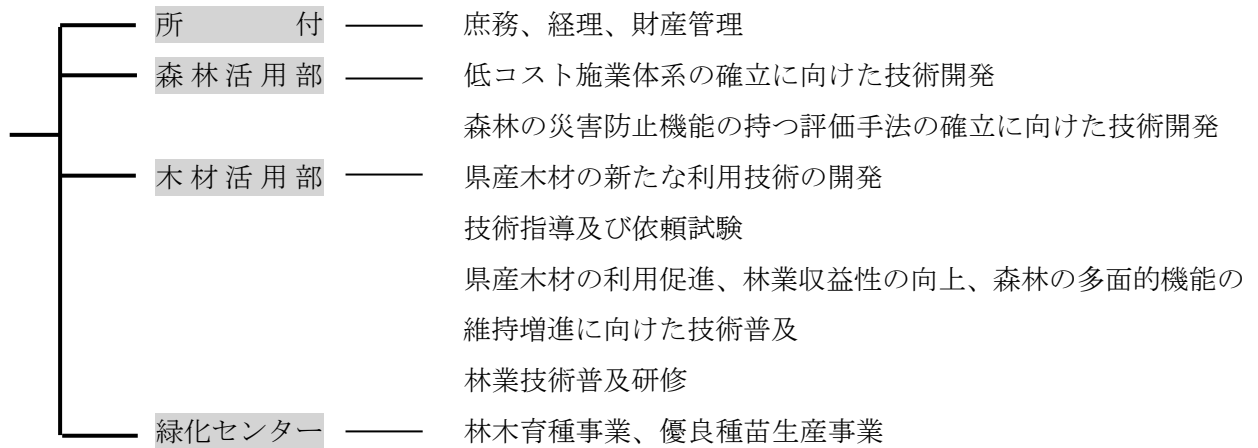 所付 庶務、経理、財産管理
森林活用部 低コスト施業体系の確立に向けた技術開発
森林の災害防止機能の持つ評価手法の確立に向けた技術開発
木材活用部 県産木材の新たな利用技術の開発
技術指導及び依頼試験
県産木材の利用促進、林業収益性の向上、森林の多面的機能の
維持増進に向けた技術普及
林業技術普及研修
緑化センター 林木育種事業、優良種苗生産事業